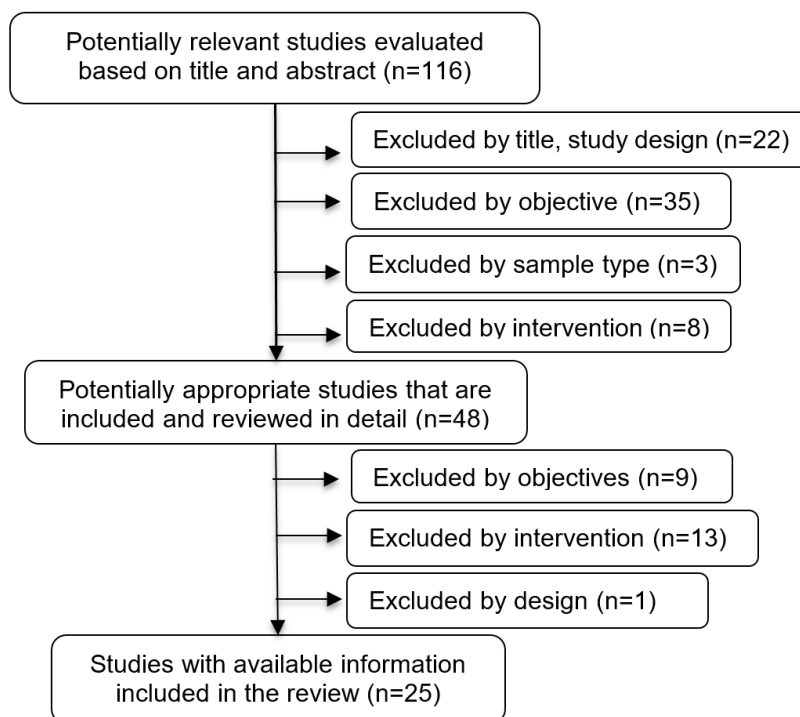 Potentially relevant studies evaluated
based on title and abstract (n=116)
Excluded by title, study design (n=22)
Excluded by objective (n=35)
Excluded by sample type (n=3)
Excluded by intervention (n=8)
Potentially appropriate studies that are
included and reviewed in detail (n=48)
Excluded by objectives (n=9)
Excluded by intervention (n=13)
Excluded by design (n=1)
Studies with available information
included in the review (n=25)